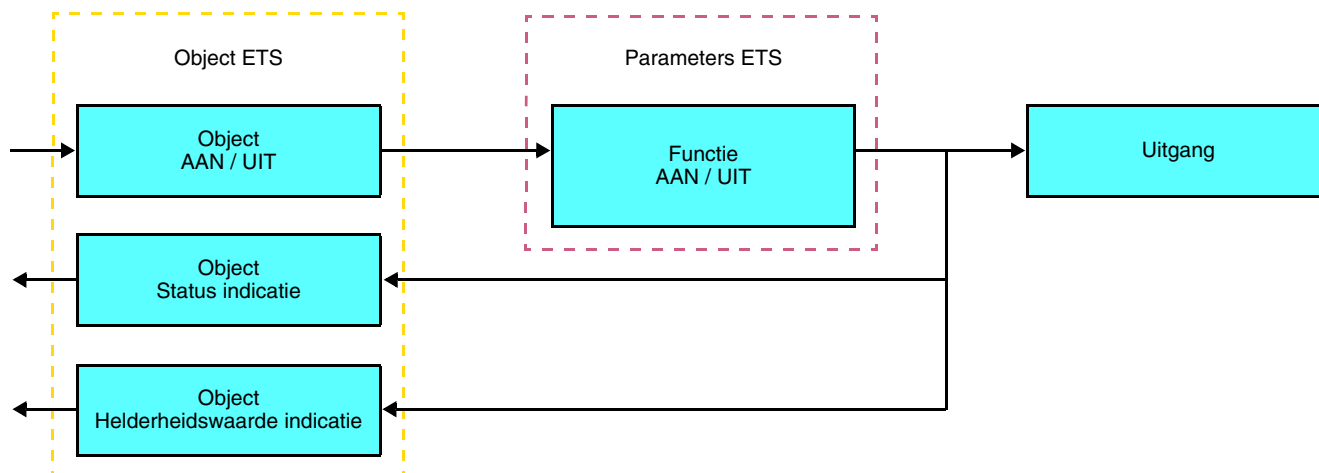 Object ETS
Parameters ETS
Object
AAN / UIT
Functie
AAN / UIT
Uitgang
Object
Status indicatie
Object
Helderheidswaarde indicatie